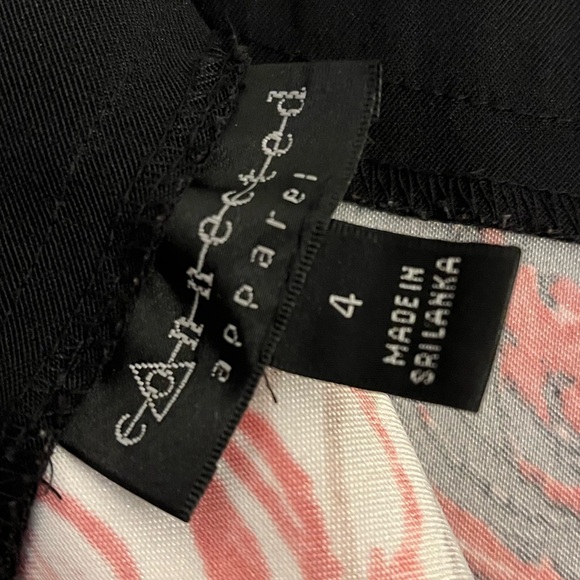 connected
apparel
4
MADE IN
SRI LANKA